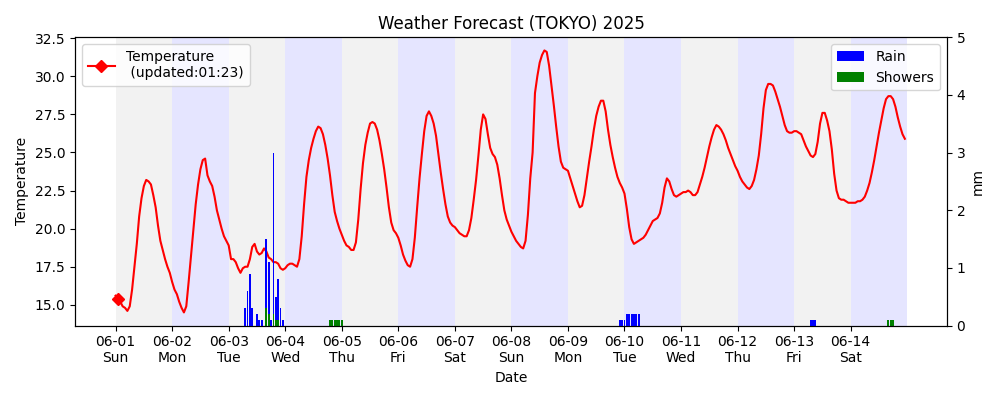 Weather Forecast (TOKYO) 2025
Temperature
(updated:01:23)
Rain
Showers
Temperature
32.5
30.0
27.5
25.0
22.5
20.0
17.5
15.0
5
4
3
2
1
0
mm
06-01 06-02 06-03 06-04 06-05 06-06 06-07 06-08 06-09 06-10 06-11 06-12 06-13 06-14
Sun Mon Tue Wed Thu Fri Sat Sun Mon Tue Wed Thu Fri Sat
Date